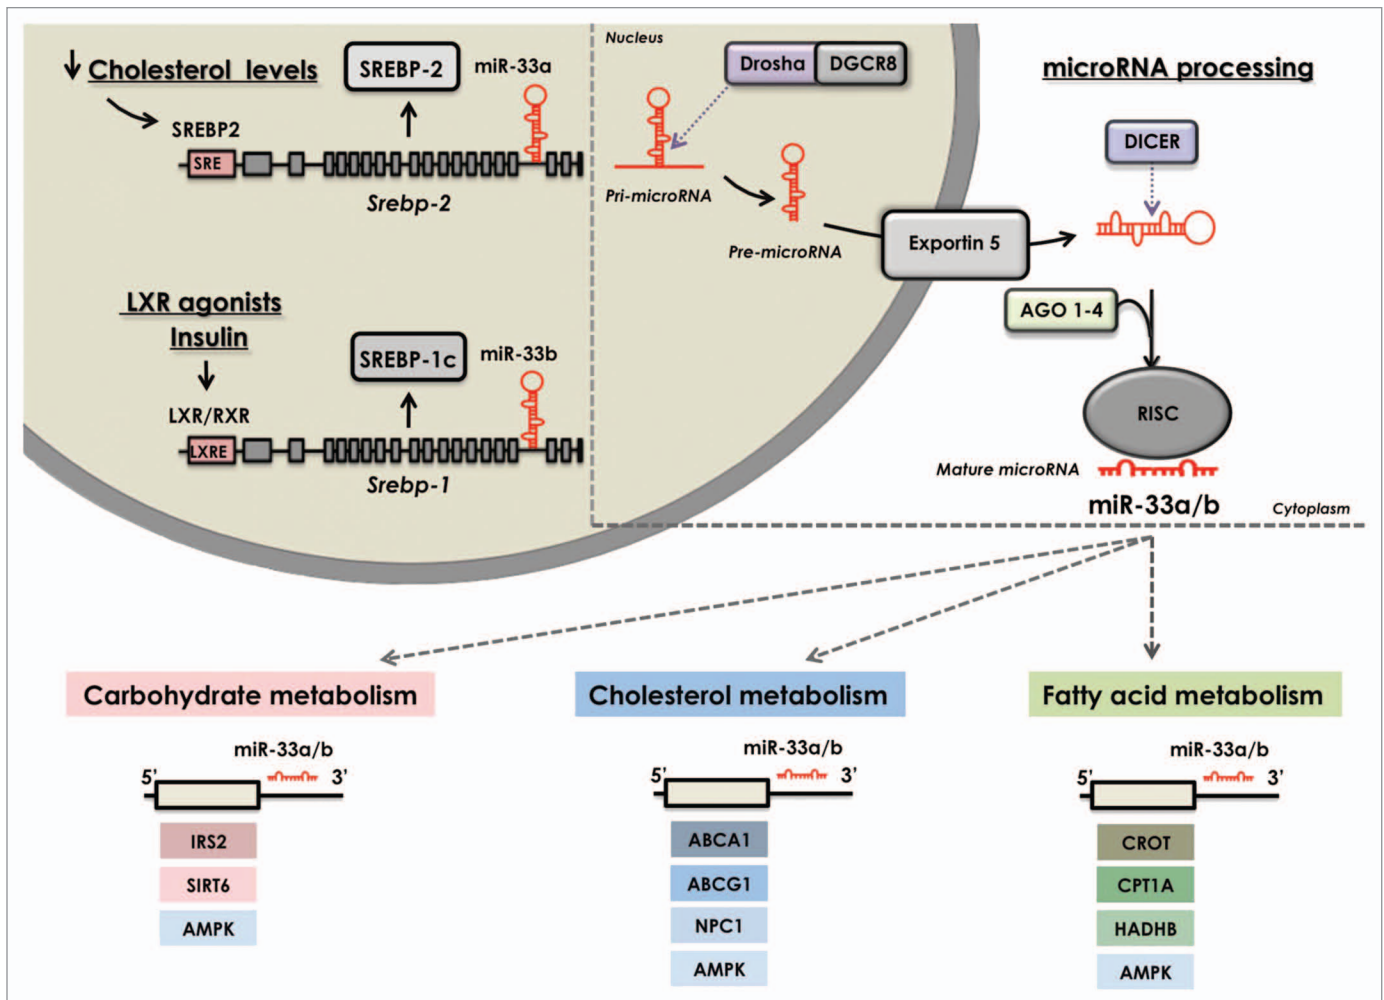 Nucleus
Cholesterol levels
SREBP-2
miR-33a
Drosha
DGCR8
microRNA processing
SREBP2
SRE
Srebp-2
Pri-microRNA
Pre-microRNA
Exportin 5
DICER
LXR agonists
Insulin
SREBP-1c
miR-33b
AGO 1-4
LXR/RXR
LXRE
Srebp-1
RISC
Mature microRNA
miR-33a/b
Cytoplasm
Carbohydrate metabolism
miR-33a/b
5’
3’
IRS2
SIRT6
AMPK
Cholesterol metabolism
miR-33a/b
5’
3’
ABCA1
ABCG1
NPC1
AMPK
Fatty acid metabolism
miR-33a/b
5’
3’
CROT
CPT1A
HADHB
AMPK